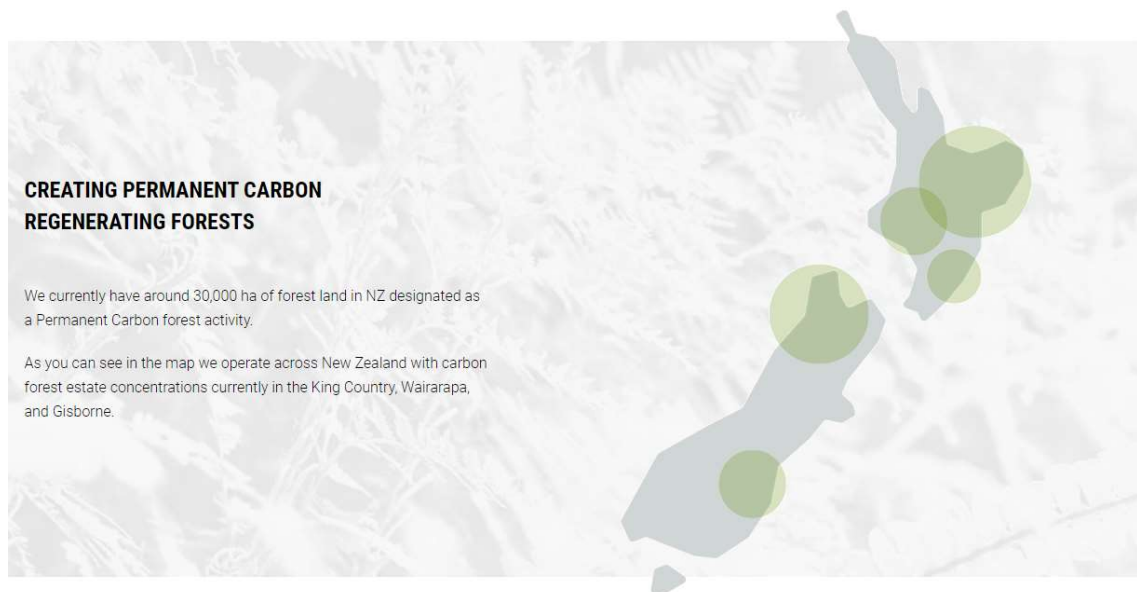 CREATING PERMANENT CARBON
REGENERATING FORESTS
We currently have around 30,000 ha of forest land in NZ designated as
a Permanent Carbon forest activity.
As you can see in the map we operate across New Zealand with carbon
forest estate concentrations currently in the King Country, Wairarapa,
and Gisborne.